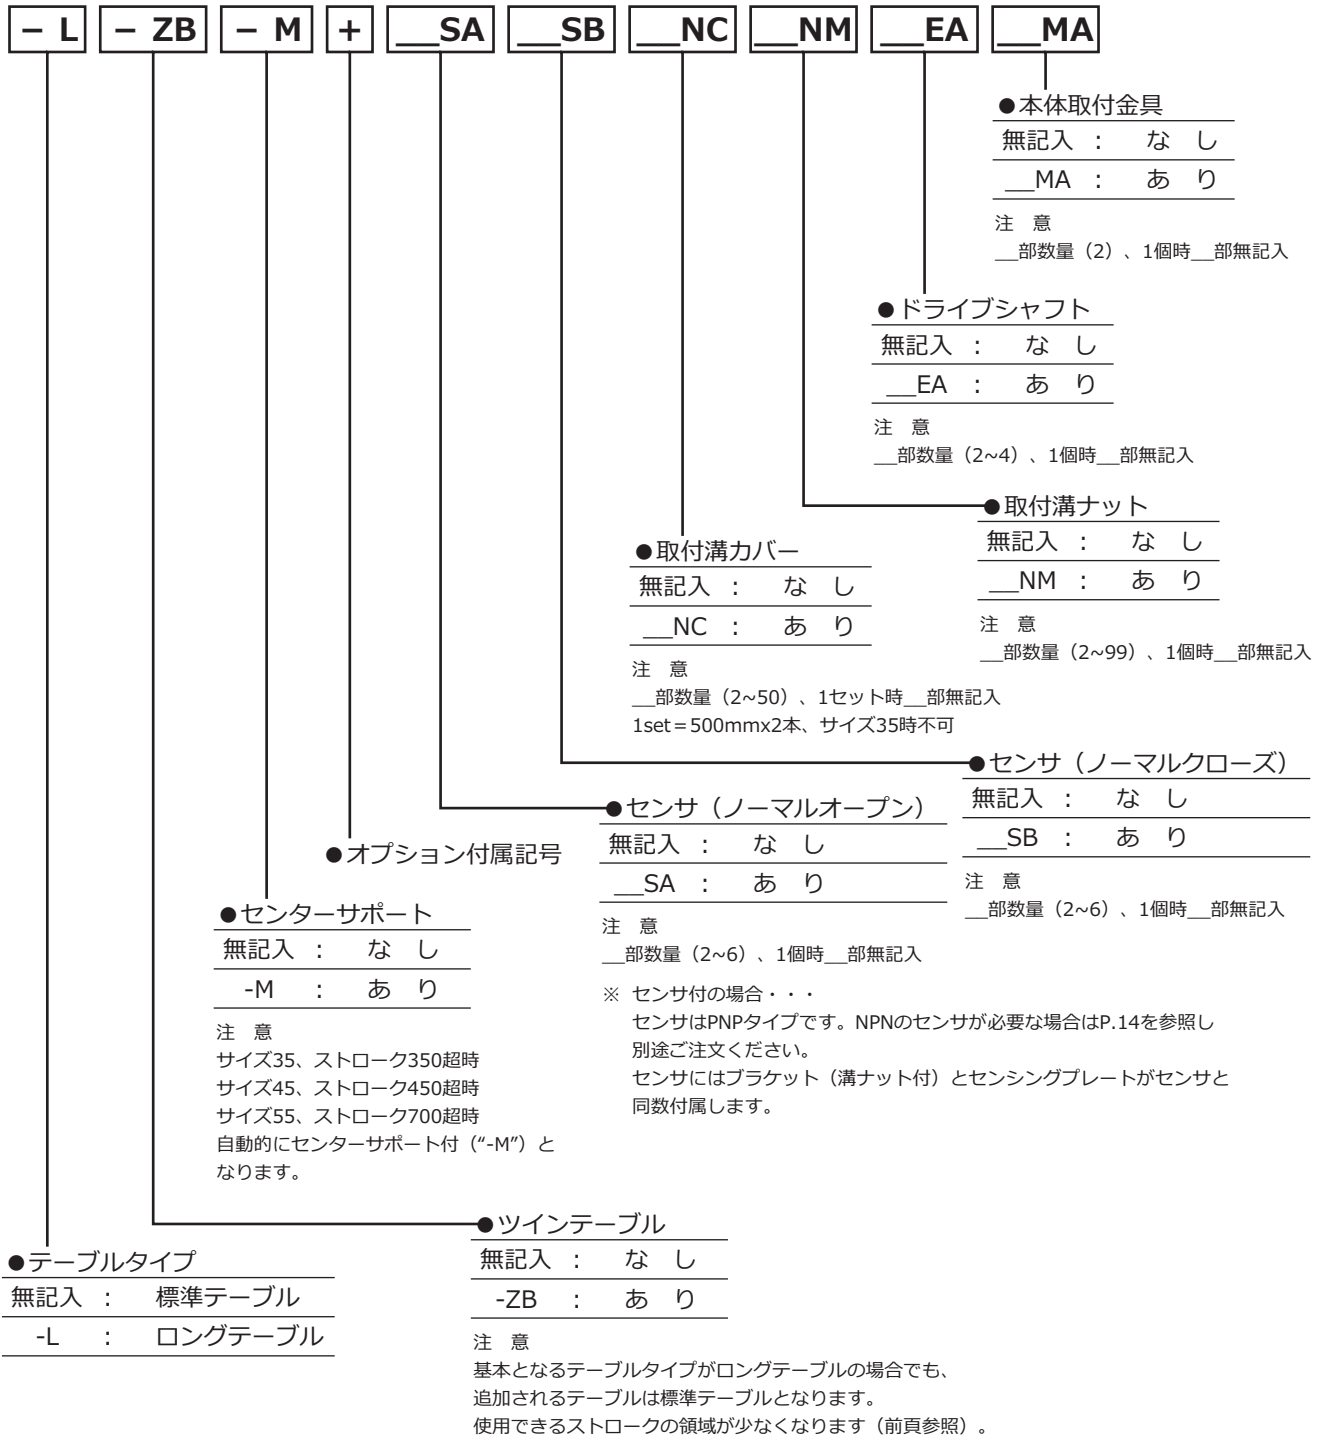 − L − ZB − M + __SA __SB __NC __NM __EA __MA
●本体取付金具
無記入 : な し
__MA : あ り
注 意
__部数量（2）、1個時__部無記入
●ドライブシャフト
無記入 : な し
__EA : あ り
注 意
__部数量（2~4）、1個時__部無記入
●取付溝ナット
無記入 : な し
__NM : あ り
注 意
__部数量（2~99）、1個時__部無記入
●取付溝カバー
無記入 : な し
__NC : あ り
注 意
__部数量（2~50）、1セット時__部無記入
1set＝500mmx2本、サイズ35時不可
●センサ（ノーマルクローズ）
無記入 : な し
__SB : あ り
注 意
__部数量（2~6）、1個時__部無記入
●センサ（ノーマルオープン）
無記入 : な し
__SA : あ り
注 意
__部数量（2~6）、1個時__部無記入
※ センサ付の場合・・・
センサはPNPタイプです。NPNのセンサが必要な場合はP.14を参照し
別途ご注文ください。
センサにはブラケット（溝ナット付）とセンシングプレートがセンサと
同数付属します。
●オプション付属記号
●センターサポート
無記入 : な し
-M : あ り
注 意
サイズ35、ストローク350超時
サイズ45、ストローク450超時
サイズ55、ストローク700超時
自動的にセンターサポート付（“-M”）と
なります。
●ツインテーブル
無記入 : な し
-ZB : あ り
注 意
基本となるテーブルタイプがロングテーブルの場合でも、
追加されるテーブルは標準テーブルとなります。
使用できるストロークの領域が少なくなります（前頁参照）。
●テーブルタイプ
無記入 : 標準テーブル
-L : ロングテーブル